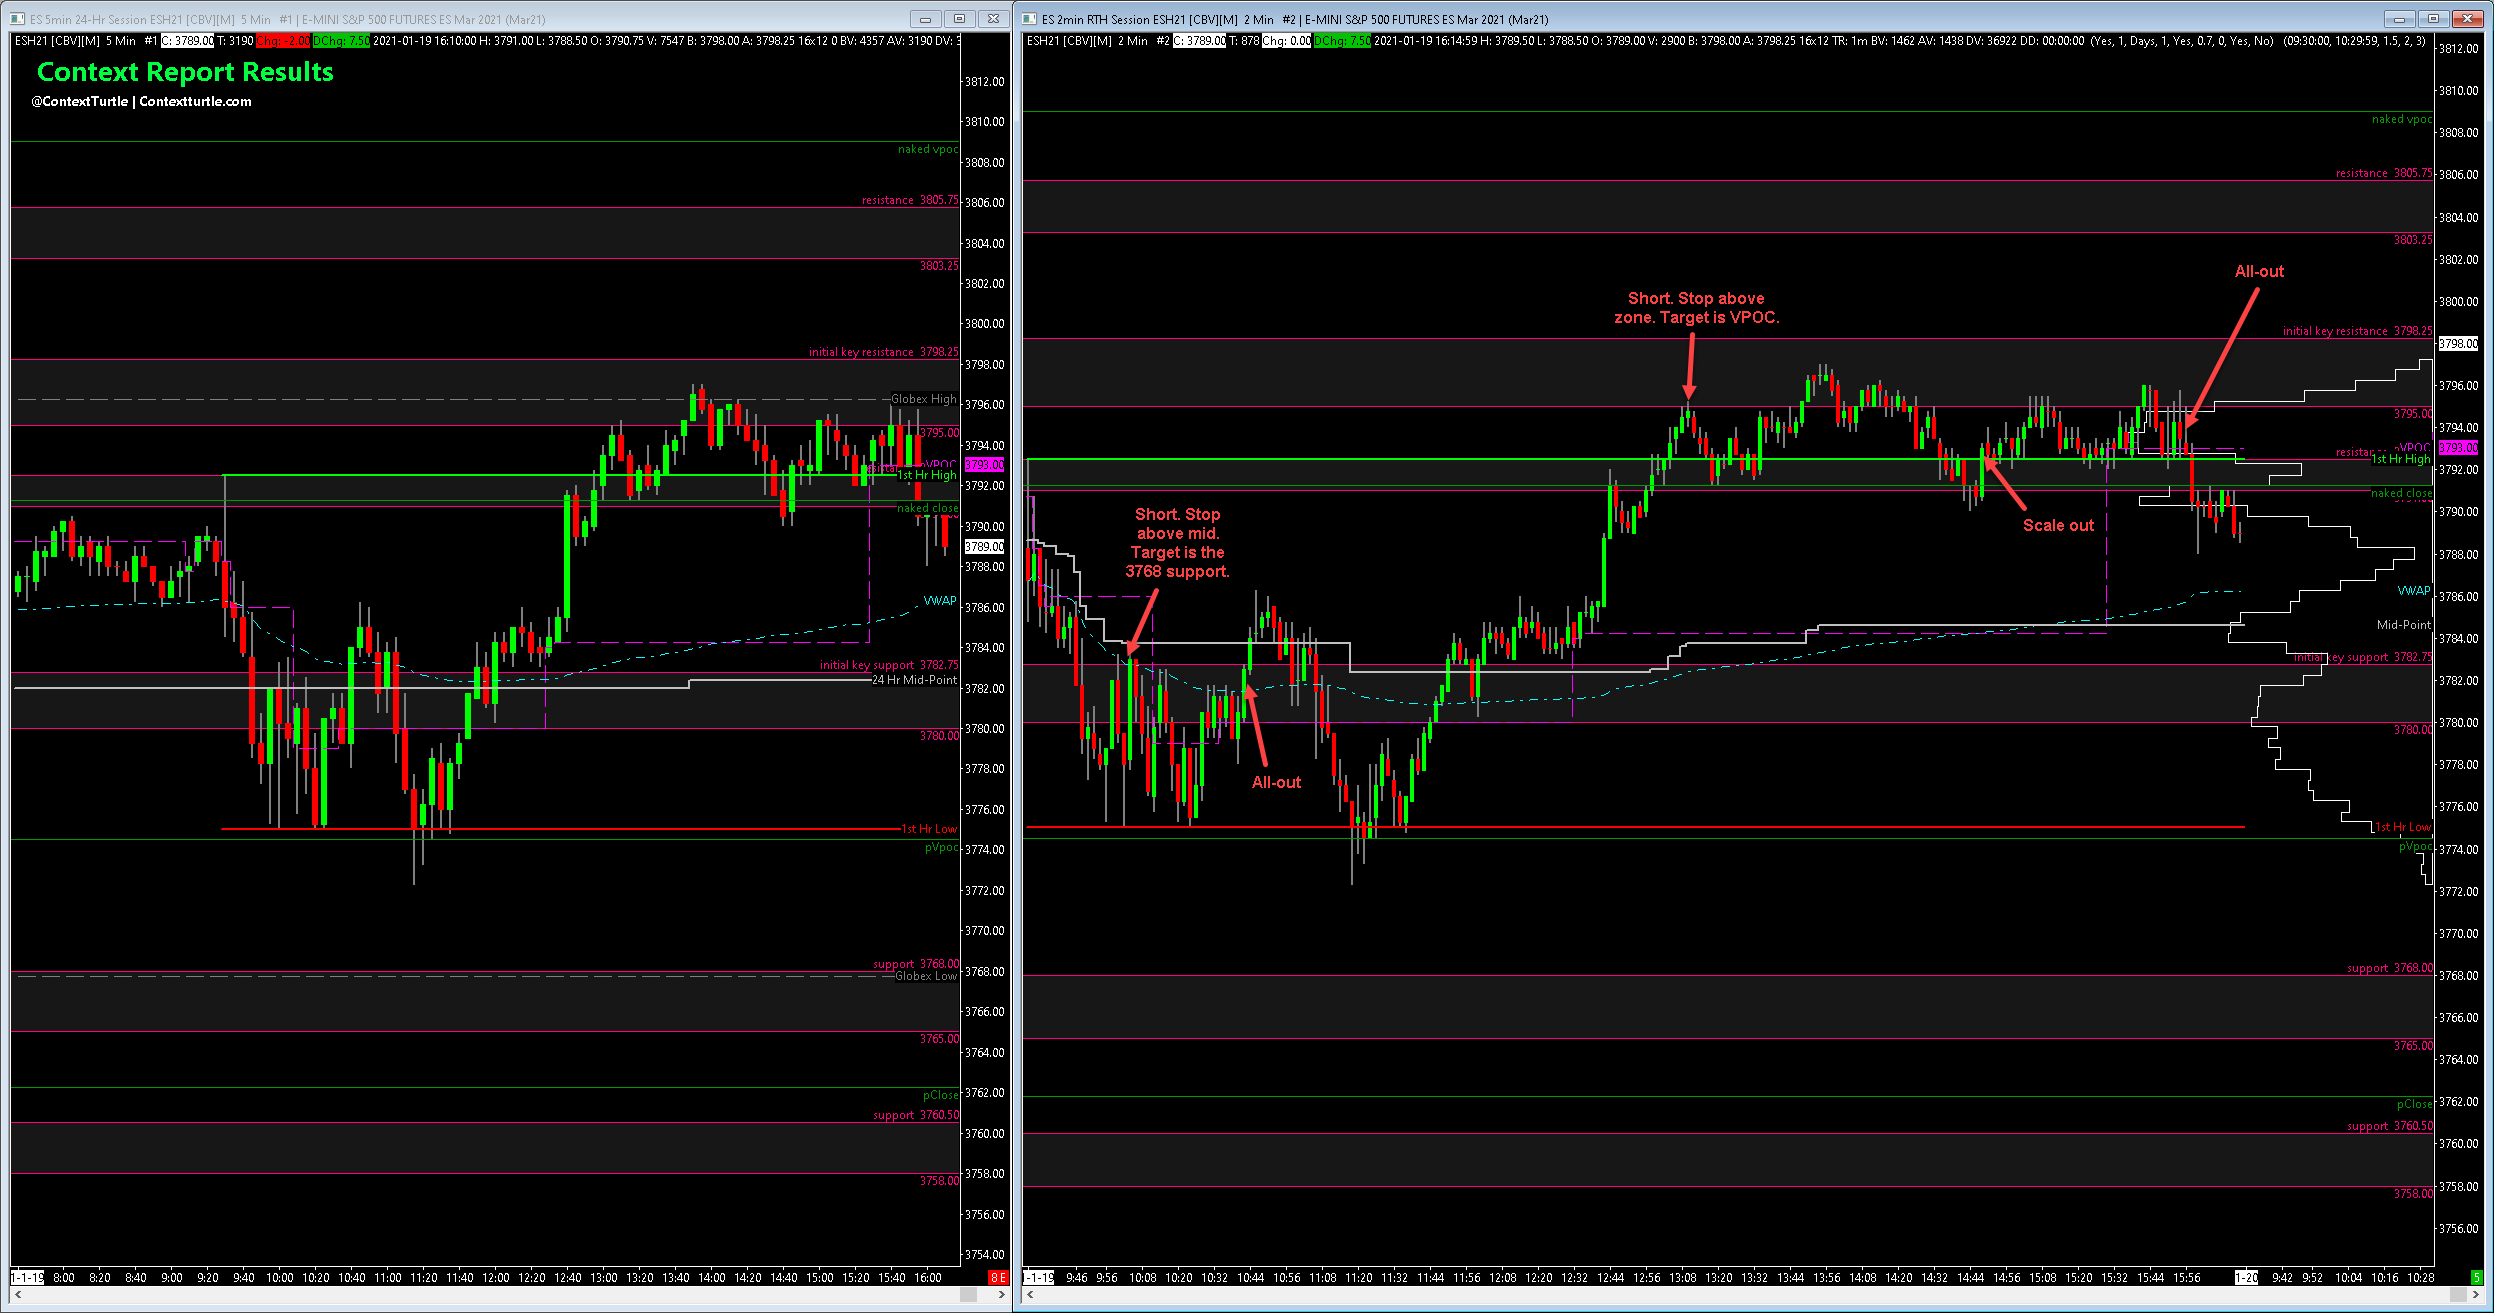 ES 5min 24-Hr Session ESH21 [CBV][M]  5 Min  #1 | E-MINI S&P 500 FUTURES ES Mar 2021 (Mar21)
ESH21 [CBV][M]  5 Min  #1 C: 3789.00 T: 3190 Chg: -2.00 DChg: 7.50 2021-01-19 16:10:00 H: 3791.00 L: 3788.50 O: 3790.75 V: 7547 B: 3798.00 A: 3798.25 16x12 0 BV: 4357 AV: 3190 DV: 3
Context Report Results
@ContextTurtle | Contextturtle.com
naked vpoc
resistance 3805.75
3803.25
initial key resistance 3798.25
Globex High
3795.00
pVPOC
1st Hr High
naked close
VWAP
initial key support 3782.75
24 Hr Mid-Point
3780.00
1st Hr Low
pVpoc
support 3768.00
Globex Low
3765.00
pClose
support 3760.50
3758.00
3812.00
3810.00
3808.00
3806.00
3804.00
3802.00
3800.00
3798.00
3796.00
3794.00
3793.00
3792.00
3790.00
3789.00
3788.00
3786.00
3784.00
3782.00
3780.00
3778.00
3776.00
3774.00
3772.00
3770.00
3768.00
3766.00
3764.00
3762.00
3760.00
3758.00
3756.00
3754.00
1-1-19 8:00 8:20 8:40 9:00 9:20 9:40 10:00 10:20 10:40 11:00 11:20 11:40 12:00 12:20 12:40 13:00 13:20 13:40 14:00 14:20 14:40 15:00 15:20 15:40 16:00 8 E
ES 2min RTH Session ESH21 [CBV][M]  2 Min  #2 | E-MINI S&P 500 FUTURES ES Mar 2021 (Mar21)
ESH21 [CBV][M]  2 Min  #2 C: 3789.00 T: 878 Chg: 0.00 DChg: 7.50 2021-01-19 16:14:59 H: 3789.50 L: 3788.50 O: 3789.00 V: 2900 B: 3798.00 A: 3798.25 16x12 TR: 1m BV: 1462 AV: 1438 DV: 36922 DD: 00:00:00 (Yes, 1, Days, 1, Yes, 0.7, 0, Yes, No) (09:30:00, 10:29:59, 1.5, 2, 3)
naked vpoc
resistance 3805.75
3803.25
All-out
Short. Stop above
zone. Target is VPOC.
initial key resistance 3798.25
3795.00
1st Hr High
naked close
Short. Stop
above mid.
Target is the
3768 support.
Scale out
VWAP
Mid-Point
initial key support 3782.75
3780.00
All-out
1st Hr Low
pVpoc
support 3768.00
3765.00
pClose
support 3760.50
3758.00
3812.00
3810.00
3808.00
3806.00
3804.00
3802.00
3800.00
3798.00
3796.00
3794.00
3793.00
3792.00
3790.00
3788.00
3786.00
3784.00
3782.00
3780.00
3778.00
3776.00
3774.00
3772.00
3770.00
3768.00
3766.00
3764.00
3762.00
3760.00
3758.00
3756.00
-1-19 9:46 9:56 10:08 10:20 10:32 10:44 10:56 11:08 11:20 11:32 11:44 11:56 12:08 12:20 12:32 12:44 12:56 13:08 13:20 13:32 13:44 13:56 14:08 14:20 14:32 14:44 14:56 15:08 15:20 15:32 15:44 15:56 1-20 9:42 9:52 10:04 10:16 10:28 5